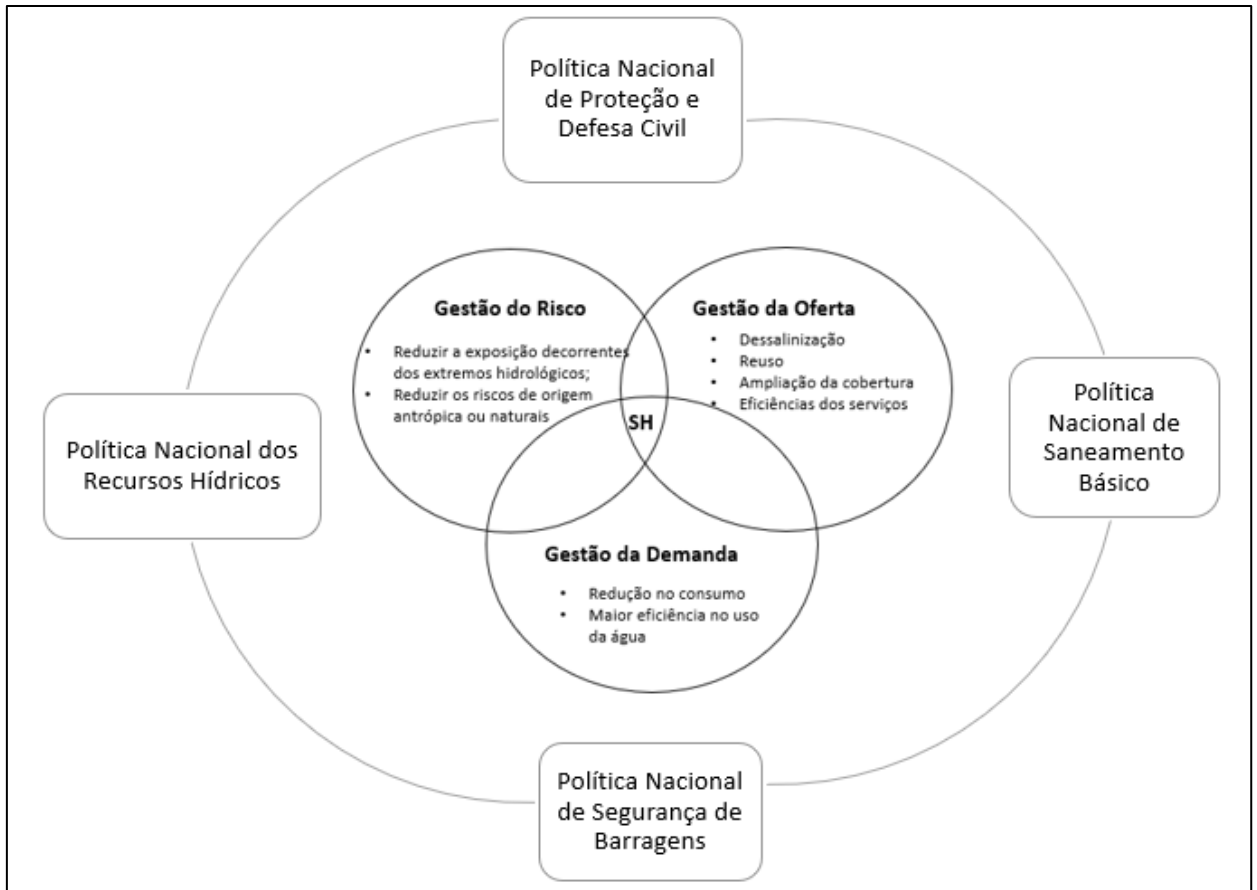 Política Nacional
de Proteção e
Defesa Civil
Gestão do Risco
• Reduzir a exposição decorrentes
dos extremos hidrológicos;
• Reduzir os riscos de origem
antrópica ou naturais
Gestão da Oferta
• Dessalinização
• Reuso
• Ampliação da cobertura
• Eficiências dos serviços
SH
Política Nacional dos
Recursos Hídricos
Política
Nacional de
Saneamento
Básico
Gestão da Demanda
• Redução no consumo
• Maior eficiência no uso
da água
Política Nacional
de Segurança de
Barragens